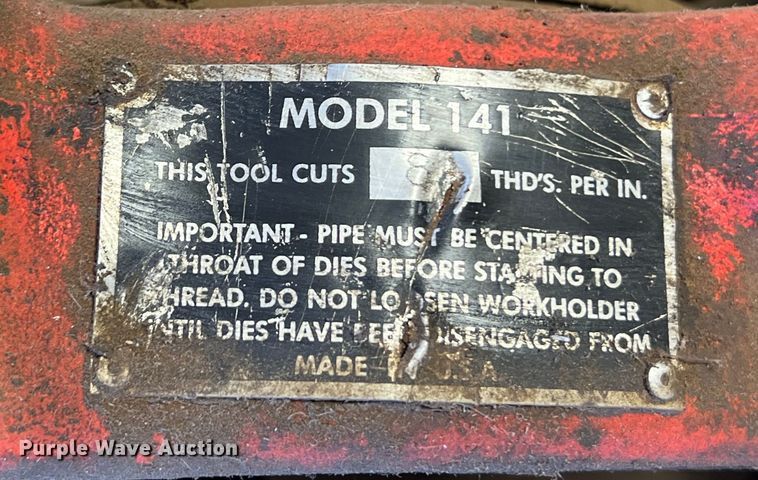 MODEL 141
THIS TOOL CUTS 8 THD'S. PER IN.
IMPORTANT - PIPE MUST BE CENTERED IN
THROAT OF DIES BEFORE STARTING TO
THREAD. DO NOT LOOSEN WORKHOLDER
UNTIL DIES HAVE BEEN DISENGAGED FROM
MADE IN U.S.A
Purple Wave Auction